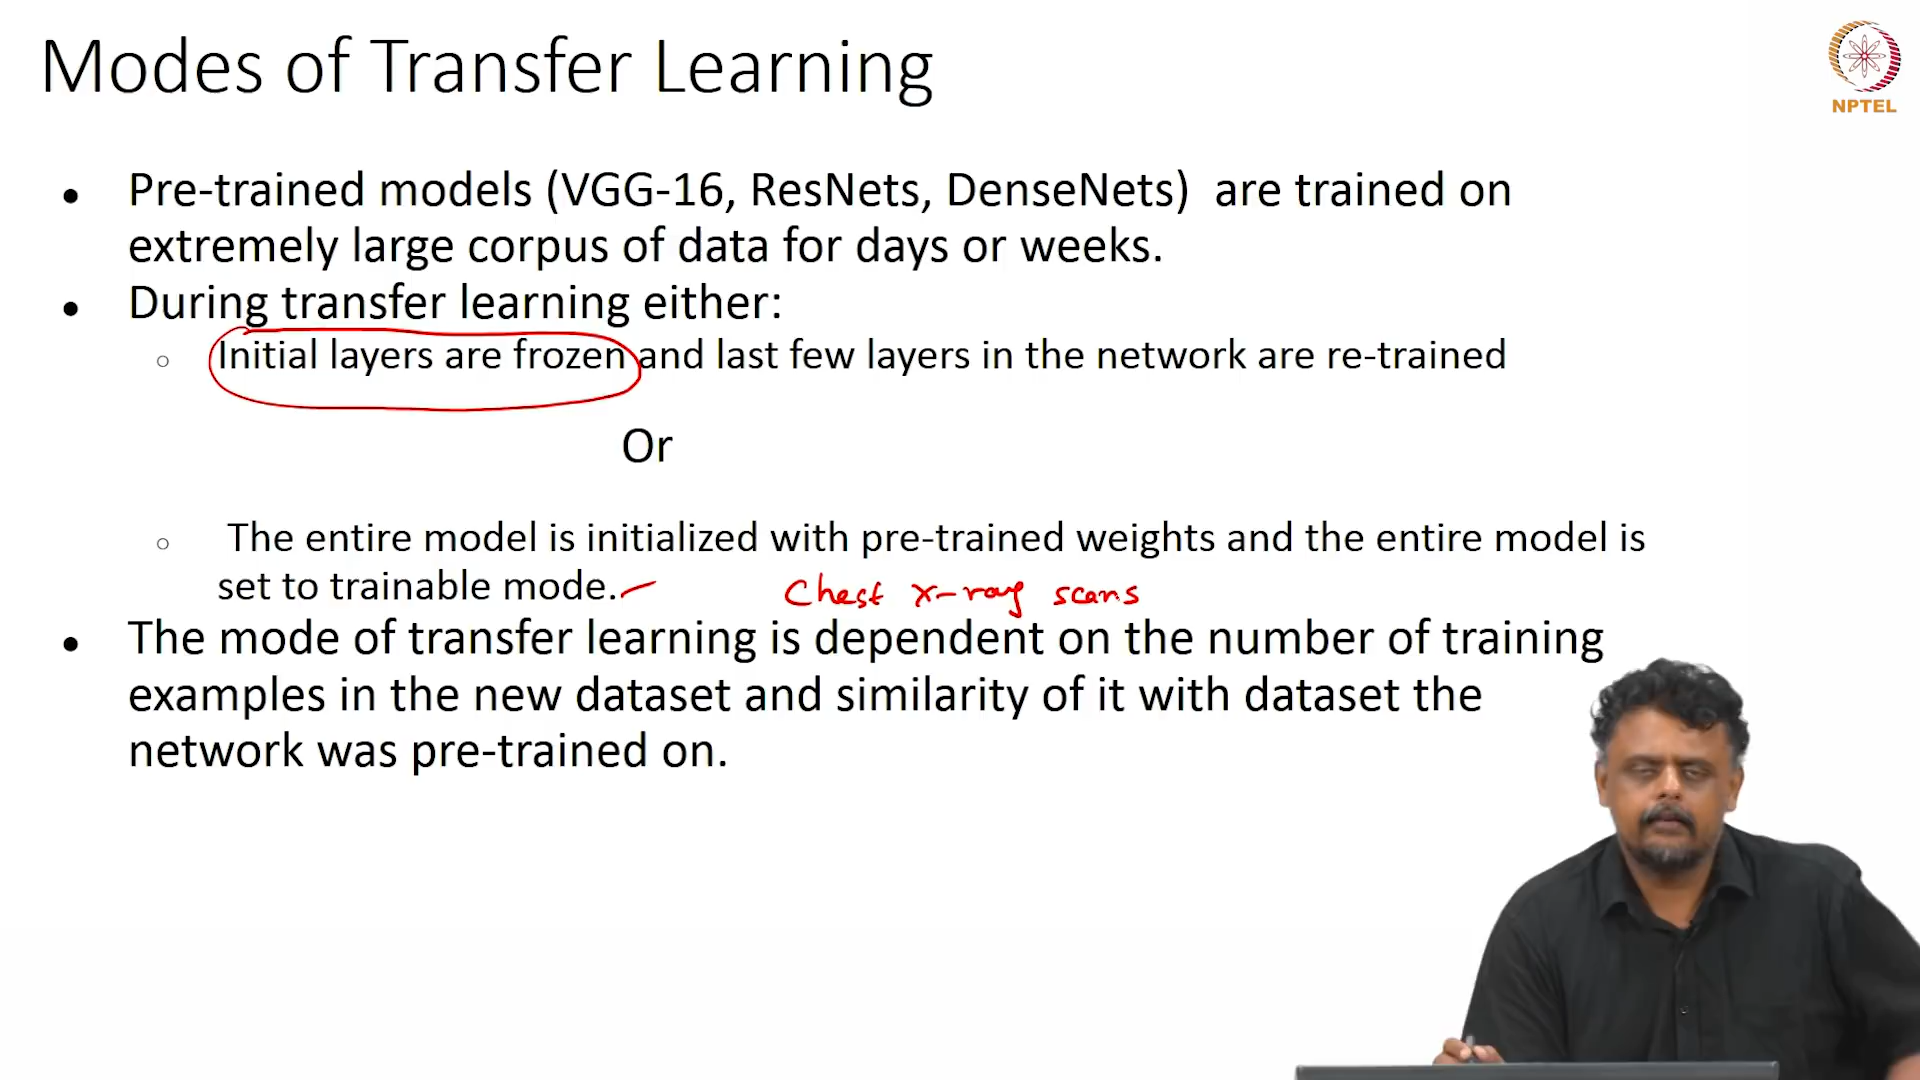 Modes of Transfer Learning
NPTEL
• Pre-trained models (VGG-16, ResNets, DenseNets) are trained on
extremely large corpus of data for days or weeks.
• During transfer learning either:
○ Initial layers are frozen and last few layers in the network are re-trained
Or
○ The entire model is initialized with pre-trained weights and the entire model is
set to trainable mode.
Chest x-ray scans
• The mode of transfer learning is dependent on the number of training
examples in the new dataset and similarity of it with dataset the
network was pre-trained on.